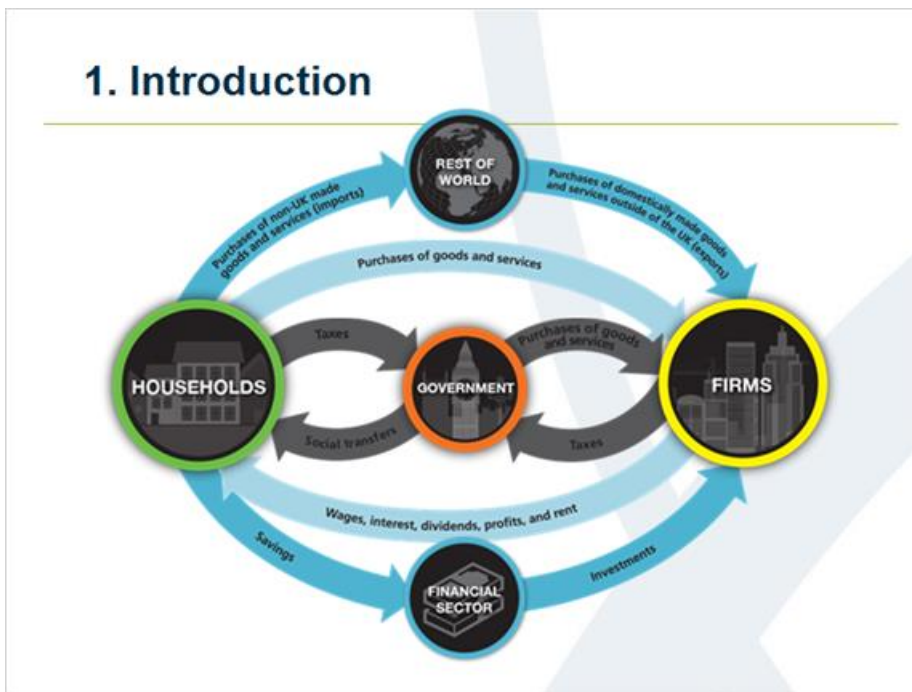 1. Introduction
REST OF
WORLD
Purchases of non-UK made
goods and services (imports)
Purchases of domestically made goods
and services outside of the UK (exports)
Purchases of goods and services
Taxes
Purchases of goods
and services
HOUSEHOLDS
GOVERNMENT
FIRMS
Social transfers
Taxes
Wages, interest, dividends, profits, and rent
Savings
Investments
FINANCIAL
SECTOR